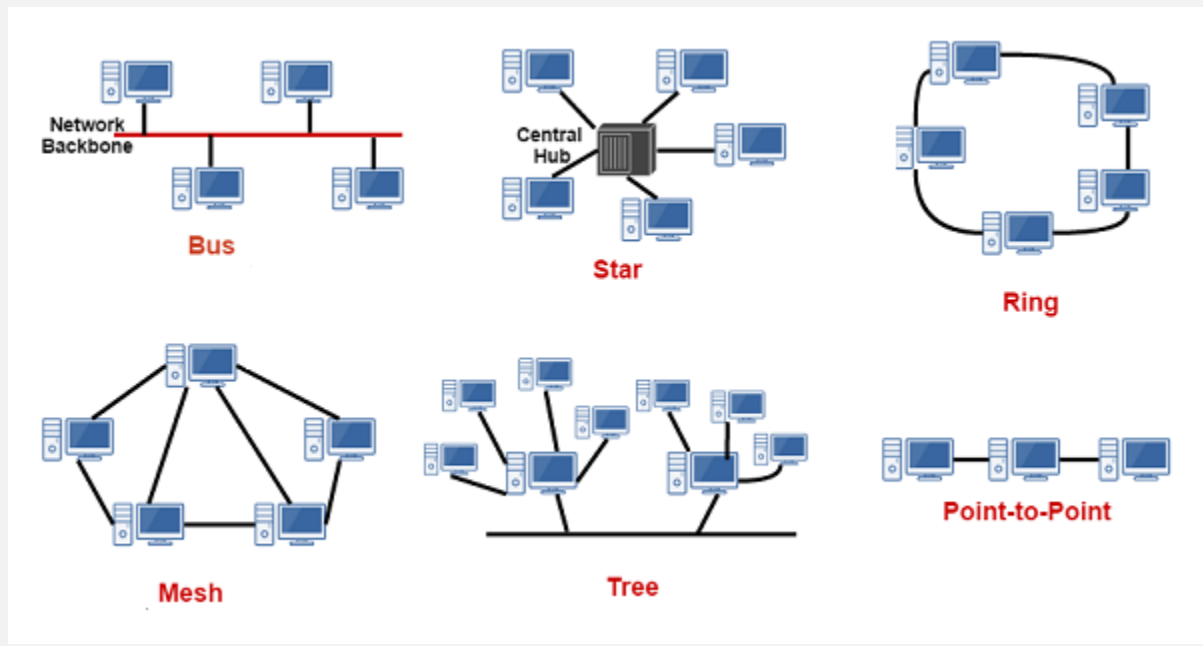 Network
Backbone
Bus
Central
Hub
Star
Ring
Mesh
Tree
Point-to-Point